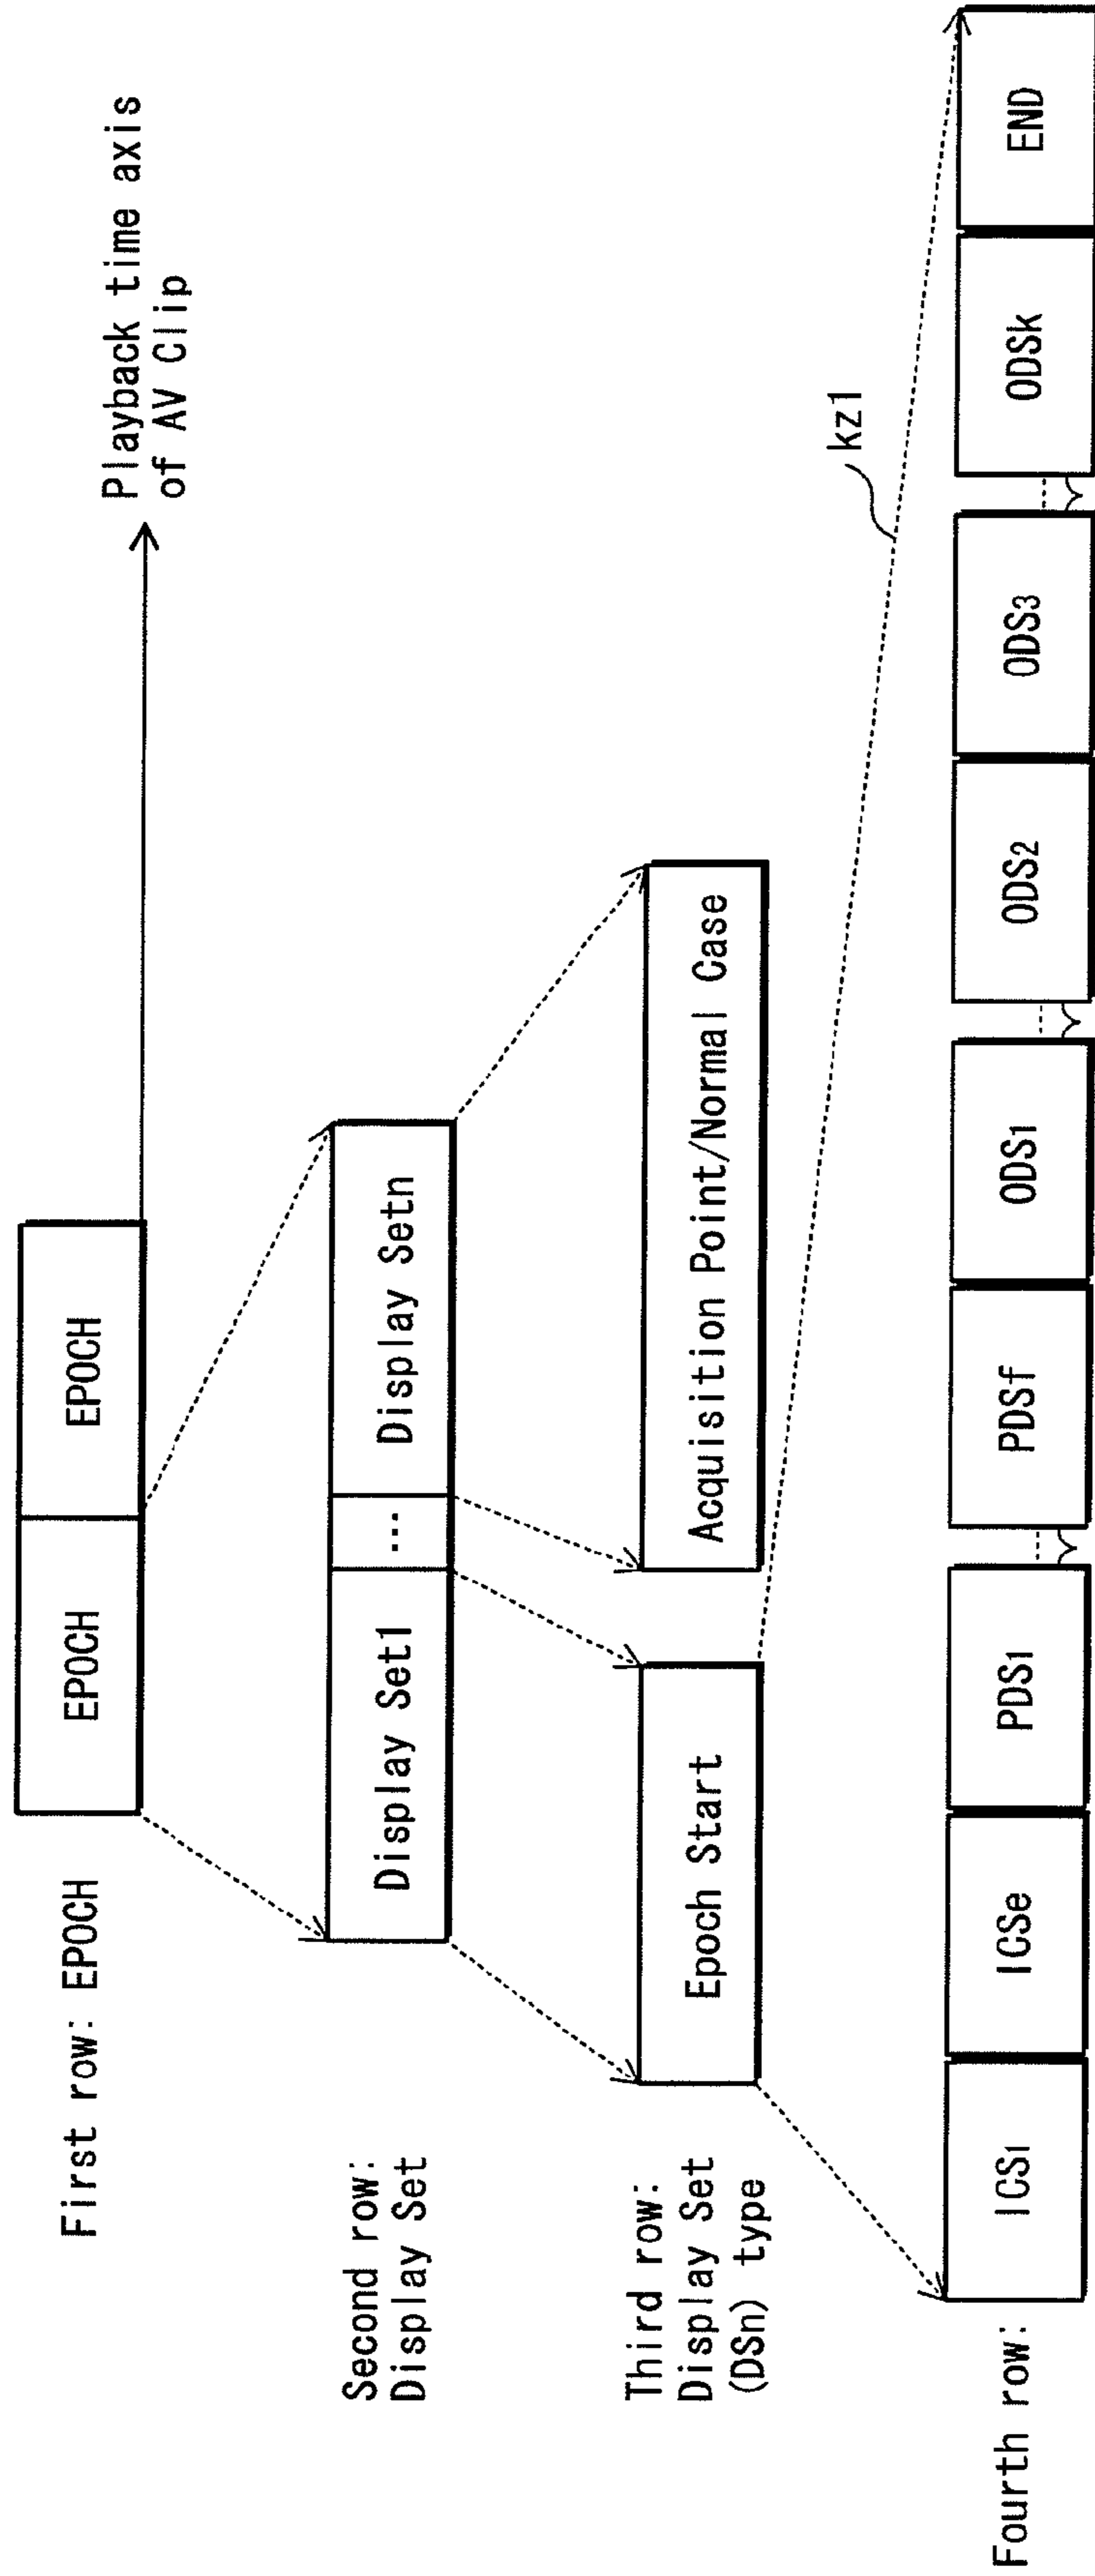 First row: EPOCH
EPOCH
EPOCH
Playback time axis
of AV Clip
Second row:
Display Set
Display Set1
...
Display Setn
Third row:
Display Set
(DSn) type
Epoch Start
Acquisition Point/Normal Case
kz1
Fourth row:
ICS1
ICSe
PDS1
PDSf
ODS1
ODS2
ODS3
ODSk
END